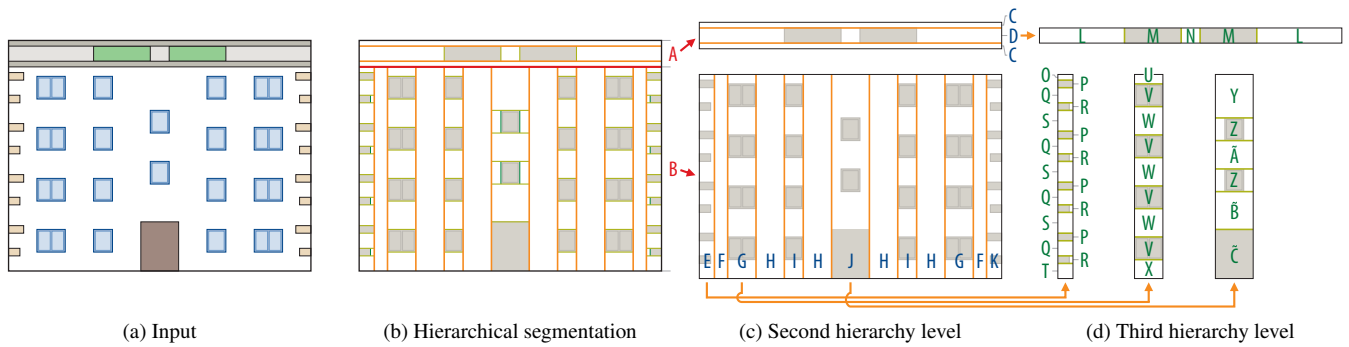 A
B
C
D
C
L M N M L
E F G H I H J H I H G F K
O
Q
S
Q
S
Q
S
Q
T
P
R
P
R
P
R
P
R
U
V
W
V
W
V
W
V
X
Y
Z
Ã
Z
B̃
C̃
(a) Input
(b) Hierarchical segmentation
(c) Second hierarchy level
(d) Third hierarchy level